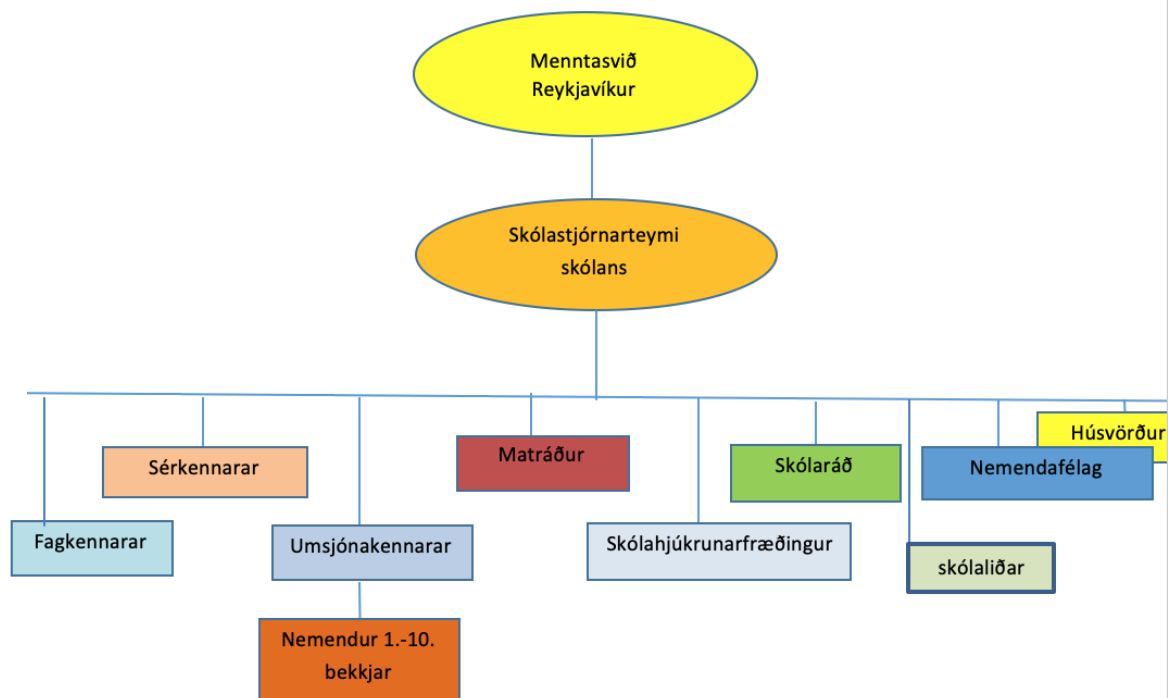 Menntasvið
Reykjavíkur
Skólastjórnarteymi
skólans
Húsvörður
Sérkennarar
Matráður
Skólaráð
Nemendafélag
Fagkennarar
Umsjónakennarar
Skólahjúkrunarfræðingur
skólaliðar
Nemendur 1.-10.
bekkjar